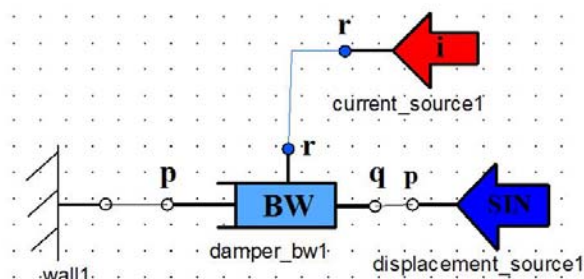 r
i
current_source1
r
p
BW
q
p
SIN
damper_bw1
displacement_source1
wall1